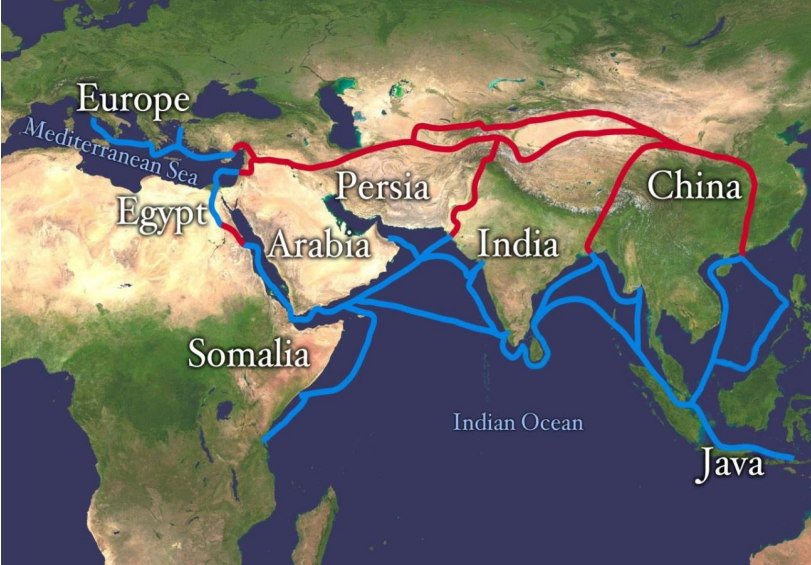 Europe
Mediterranean Sea
Egypt
Arabia
Persia
India
China
Somalia
Indian Ocean
Java